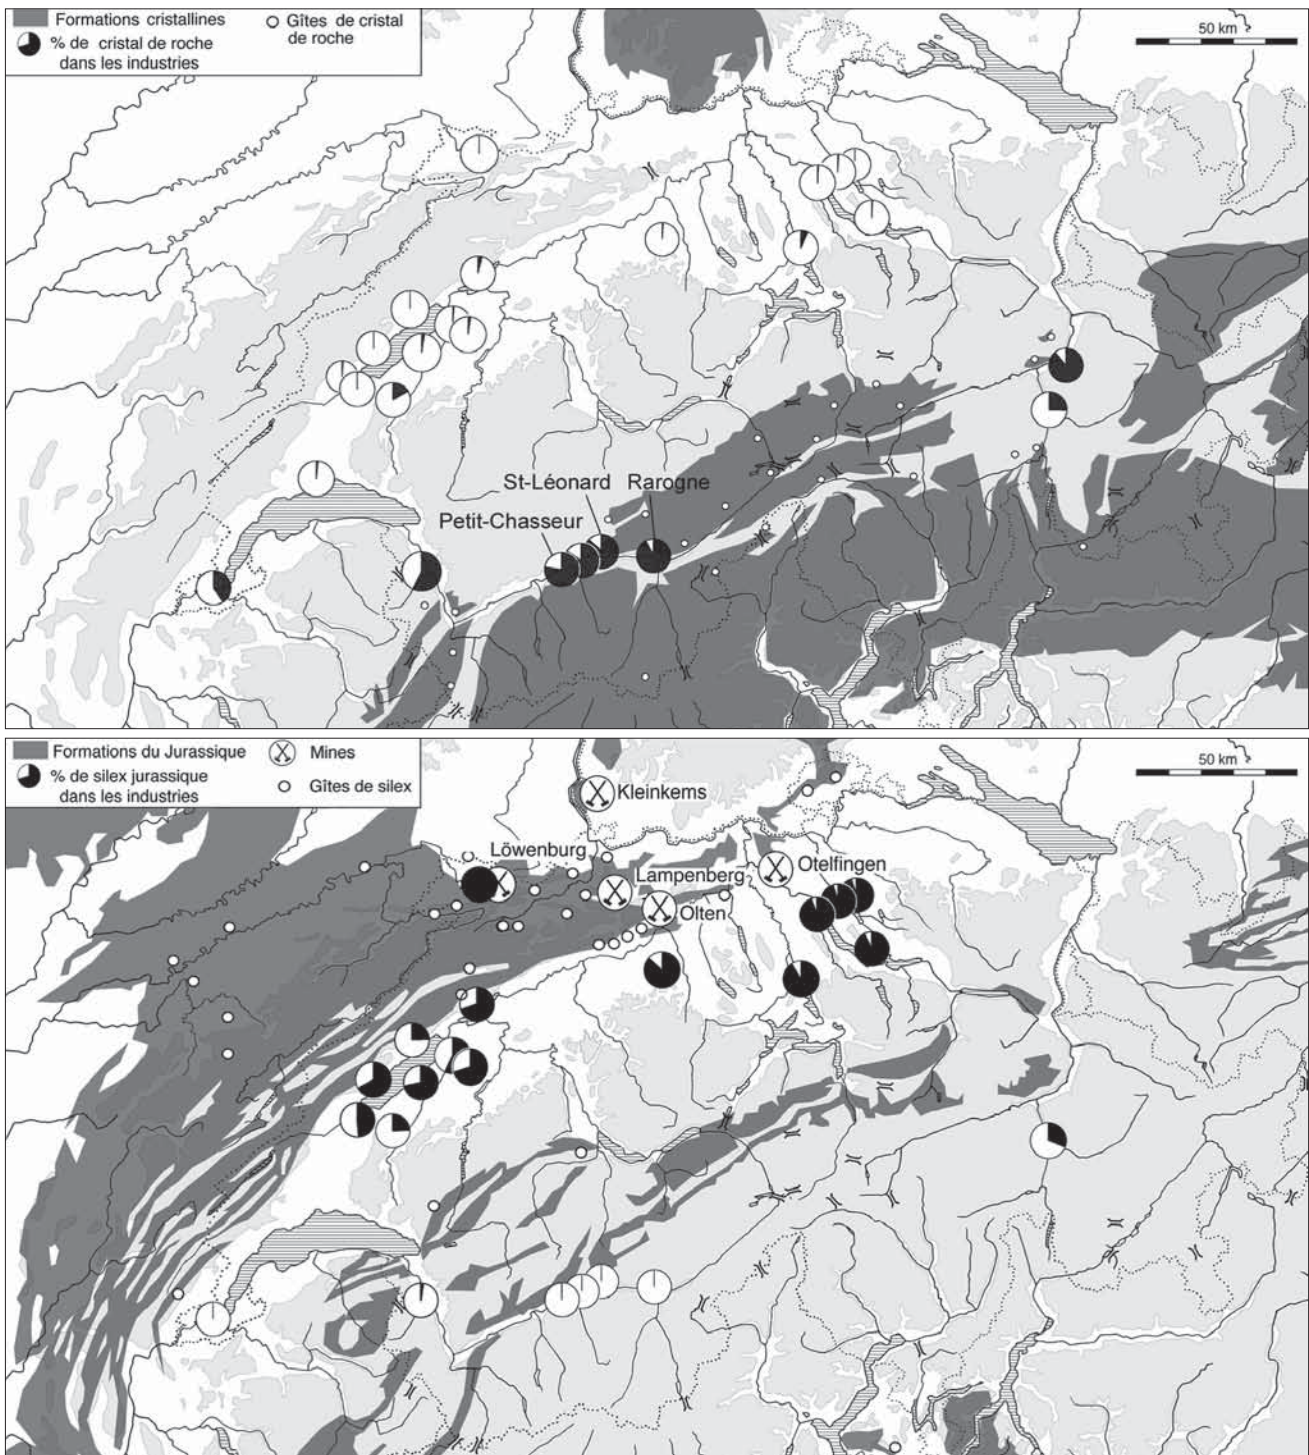 Formations cristallines
Gîtes de cristal
de roche
% de cristal de roche
dans les industries
50 km
St-Léonard
Rarogne
Petit-Chasseur
Formations du Jurassique
Mines
% de silex jurassique
dans les industries
Gîtes de silex
50 km
Kleinkems
Löwenburg
Otelfingen
Lampenberg
Olten